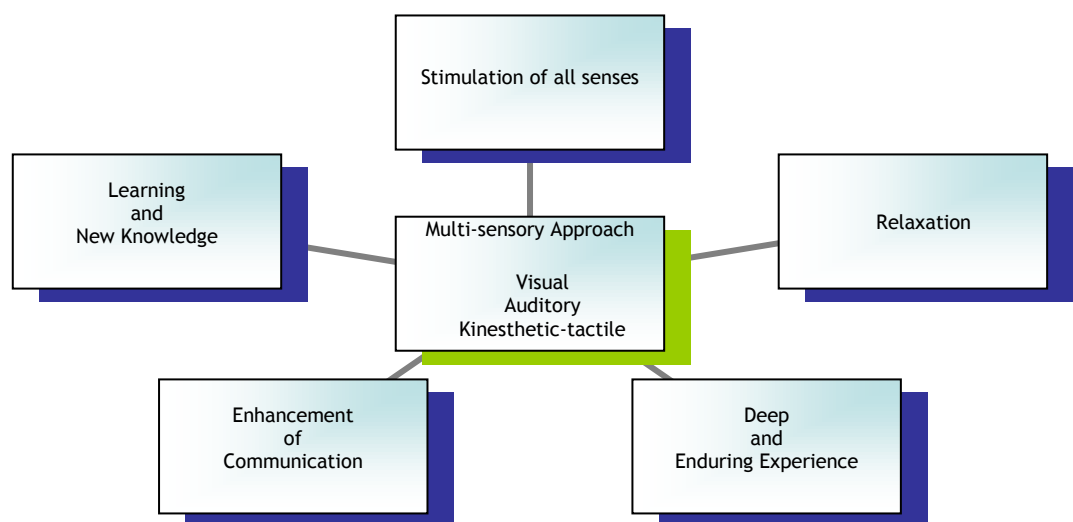 Stimulation of all senses
Learning
and
New Knowledge
Relaxation
Multi-sensory Approach
Visual
Auditory
Kinesthetic-tactile
Enhancement
of
Communication
Deep
and
Enduring Experience